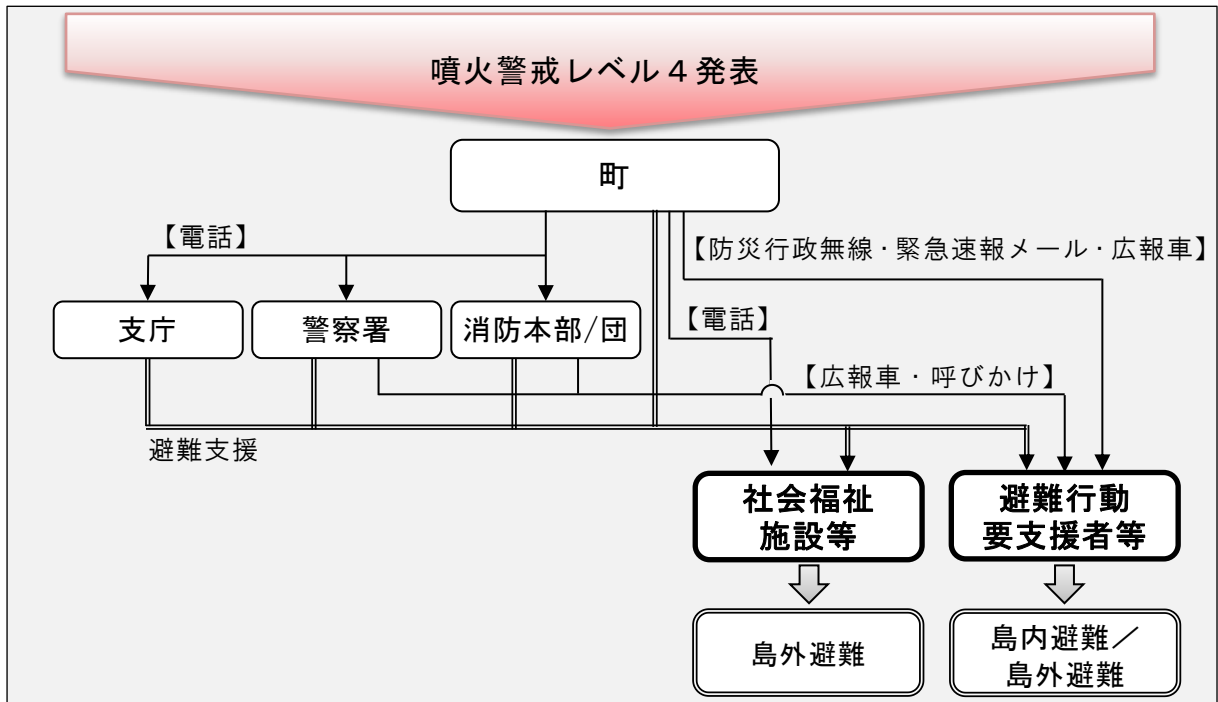 噴火警戒レベル４発表
町
【電話】
【防災行政無線・緊急速報メール・広報車】
支庁
警察署
消防本部/団
【電話】
【広報車・呼びかけ】
避難支援
社会福祉
施設等
避難行動
要支援者等
島外避難
島内避難／
島外避難